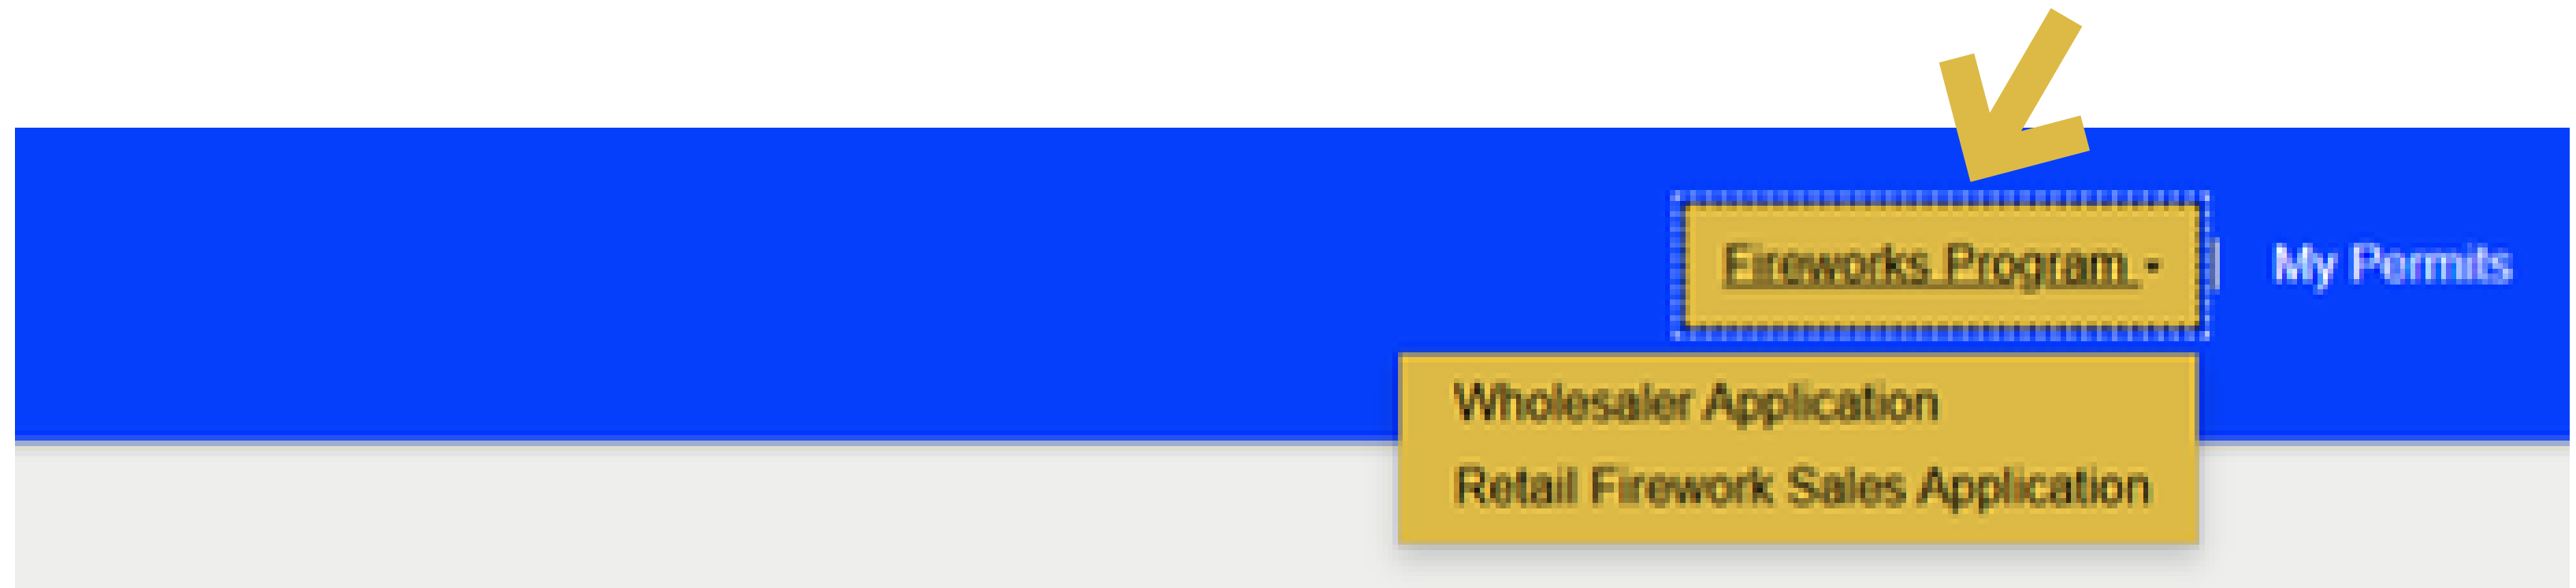 Fireworks Program
My Permits
Wholesaler Application
Retail Firework Sales Application